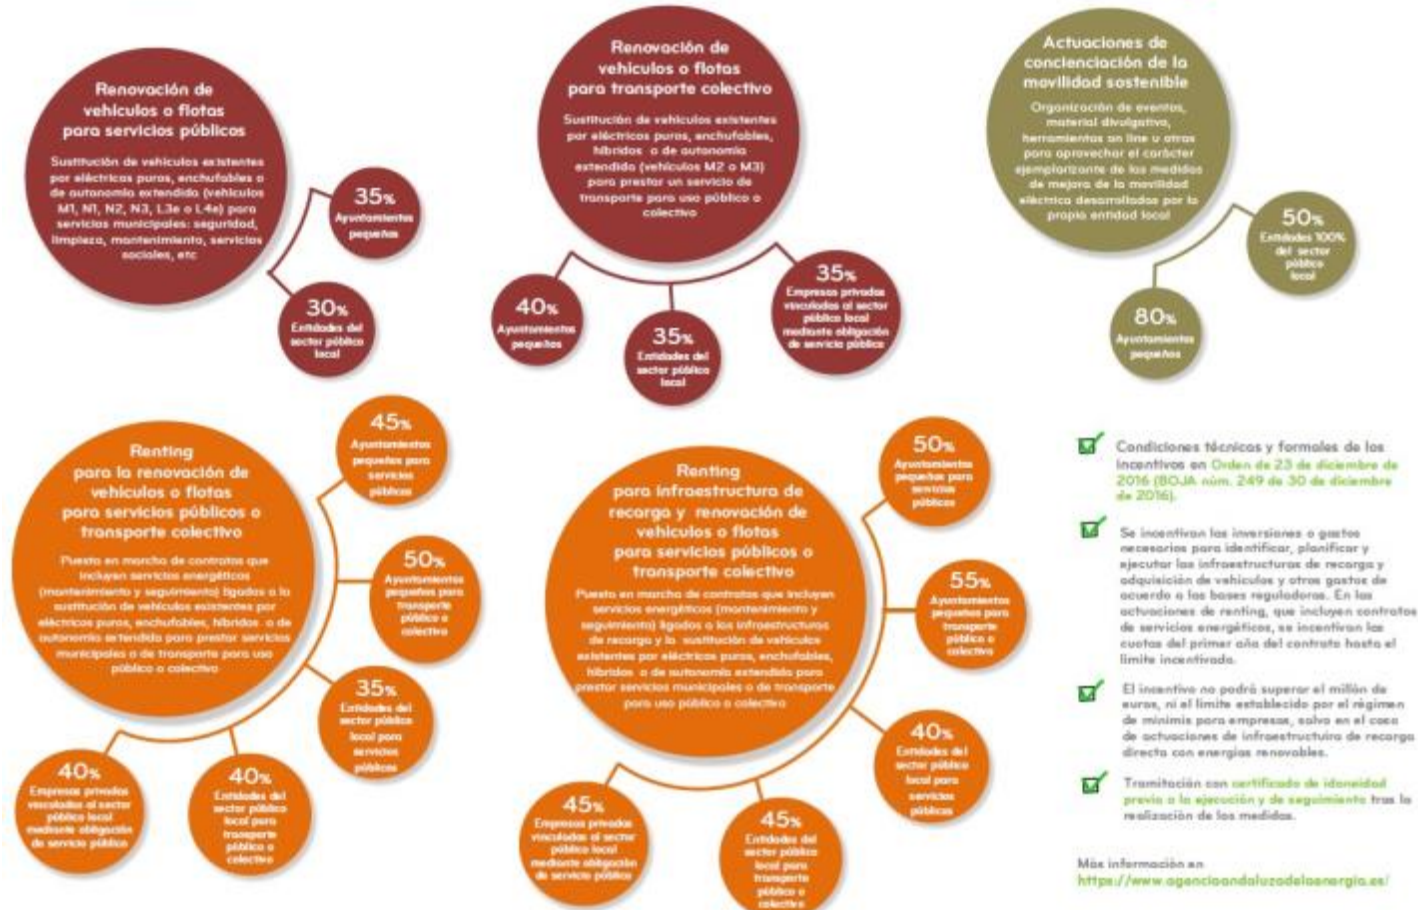 Renovación de
vehículos o flotas
para servicios públicos
Sustitución de vehículos existentes
por eléctricos puros, enchufables o
de autonomía extendida (vehículos
M1, N1, N2, N3, L3e o L4e) para
servicios municipales: seguridad,
limpieza, mantenimiento, servicios
sociales, etc
35%
Ayuntamientos
pequeños
30%
Entidades del
sector público
local
Renovación de
vehículos o flotas
para transporte colectivo
Sustitución de vehículos existentes
por eléctricos puros, enchufables,
híbridos o de autonomía
extendida (vehículos M2 o M3)
para prestar un servicio de
transporte para uso público o
colectivo
40%
Ayuntamientos
pequeños
35%
Entidades del
sector público
local
35%
Empresas privadas
vinculadas al sector
público local
mediante obligación
de servicio público
Actuaciones de
concienciación de la
movilidad sostenible
Organización de eventos,
material divulgativo,
herramientas on line u otros
para aprovechar el carácter
ejemplarizante de las medidas
de mejora de la movilidad
eléctrica desarrolladas por la
propia entidad local
50%
Entidades 100%
del sector
público
local
80%
Ayuntamientos
pequeños
Renting
para la renovación de
vehículos o flotas
para servicios públicos o
transporte colectivo
Puesta en marcha de contratos que
incluyen servicios energéticos
(mantenimiento y seguimiento) ligados a la
sustitución de vehículos existentes por
eléctricos puros, enchufables, híbridos o de
autonomía extendida para prestar servicios
municipales o de transporte para uso
público o colectivo
45%
Ayuntamientos
pequeños para
servicios
públicos
50%
Ayuntamientos
pequeños para
transporte
público o
colectivo
35%
Entidades del
sector público
local para
servicios
públicos
40%
Entidades del
sector público
local para
transporte
público o
colectivo
40%
Empresas privadas
vinculadas al sector
público local
mediante obligación
de servicio público
Renting
para infraestructura de
recarga y renovación de
vehículos o flotas
para servicios públicos o
transporte colectivo
Puesta en marcha de contratos que incluyen
servicios energéticos (mantenimiento y
seguimiento) ligados a las infraestructuras
de recarga y la sustitución de vehículos
existentes por eléctricos puros, enchufables,
híbridos o de autonomía extendida para
prestar servicios municipales o de transporte
para uso público o colectivo
50%
Ayuntamientos
pequeños para
servicios
públicos
55%
Ayuntamientos
pequeños para
transporte
público o
colectivo
40%
Entidades del
sector público
local para
servicios
públicos
45%
Entidades del
sector público
local para
transporte
público o
colectivo
45%
Empresas privadas
vinculadas al sector
público local
mediante obligación
de servicio público
Condiciones técnicas y formales de los
incentivos en Orden de 23 de diciembre de
2016 (BOJA núm. 249 de 30 de diciembre
de 2016).
Se incentivan las inversiones o gastos
necesarios para identificar, planificar y
ejecutar las infraestructuras de recarga y
adquisición de vehículos y otros gastos de
acuerdo a las bases reguladoras. En las
actuaciones de renting, que incluyen contratos
de servicios energéticos, se incentivan las
cuotas del primer año del contrato hasta el
límite incentivado.
El incentivo no podrá superar el millón de
euros, ni el límite establecido por el régimen
de minimis para empresas, salvo en el caso
de actuaciones de infraestructuira de recarga
directa con energías renovables.
Tramitación con certificado de idoneidad
previo a la ejecución y de seguimiento tras la
realización de las medidas.
Más información en
https://www.agenciaandaluzadelaenergia.es/